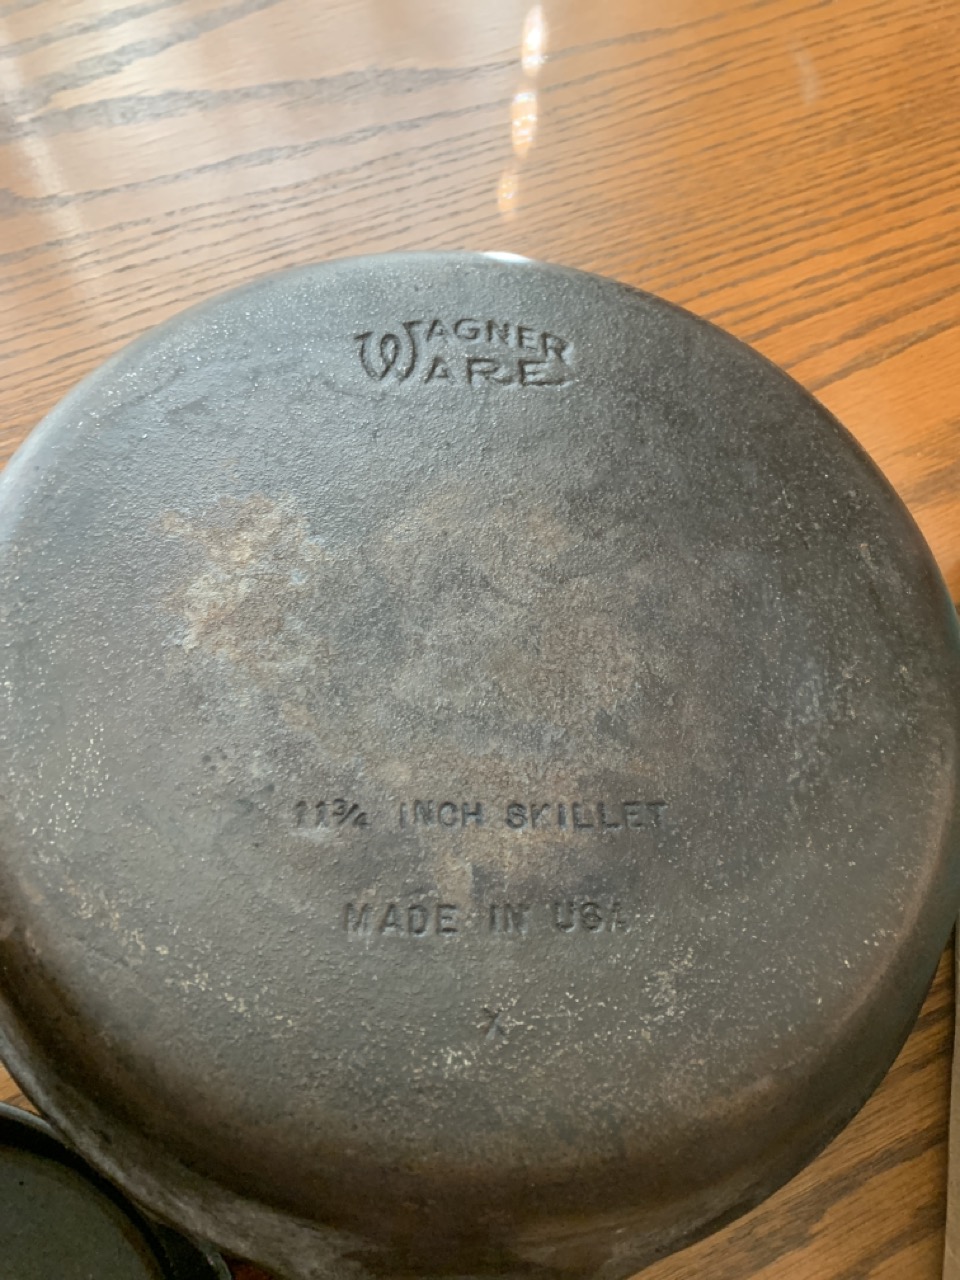 WAGNER
WARE
11¾ INCH SKILLET
MADE IN USA